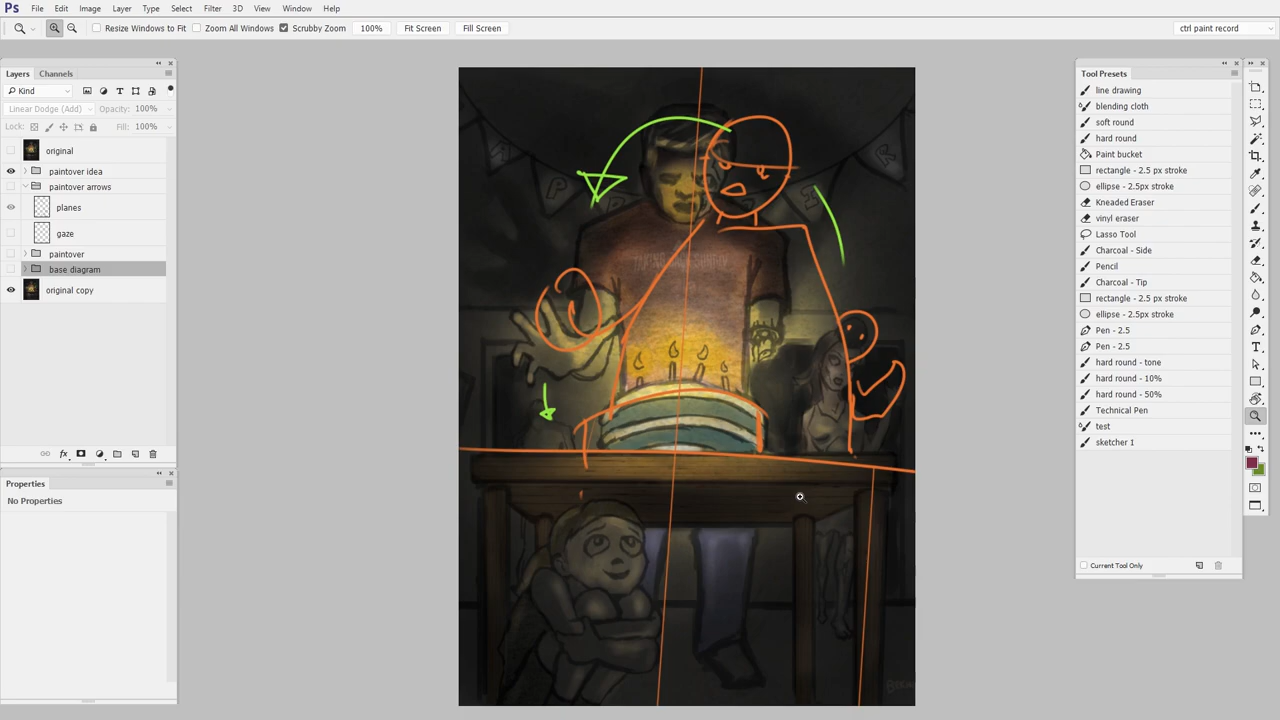 Ps File Edit Image Layer Type Select Filter 3D View Window Help
Resize Windows to Fit Zoom All Windows Scrubby Zoom 100% Fit Screen Fill Screen ctrl paint record
Layers Channels
Kind
Linear Dodge (Add) Opacity: 100%
Lock: Fill: 100%
original
paintover idea
paintover arrows
planes
gaze
paintover
base diagram
original copy
fx
Properties
No Properties
P
H
R
Tool Presets
line drawing
blending cloth
soft round
hard round
Paint bucket
rectangle - 2.5 px stroke
ellipse - 2.5px stroke
Kneaded Eraser
vinyl eraser
Lasso Tool
Charcoal - Side
Pencil
Charcoal - Tip
rectangle - 2.5 px stroke
ellipse - 2.5px stroke
Pen - 2.5
Pen - 2.5
hard round - tone
hard round - 10%
hard round - 50%
Technical Pen
test
sketcher 1
Current Tool Only